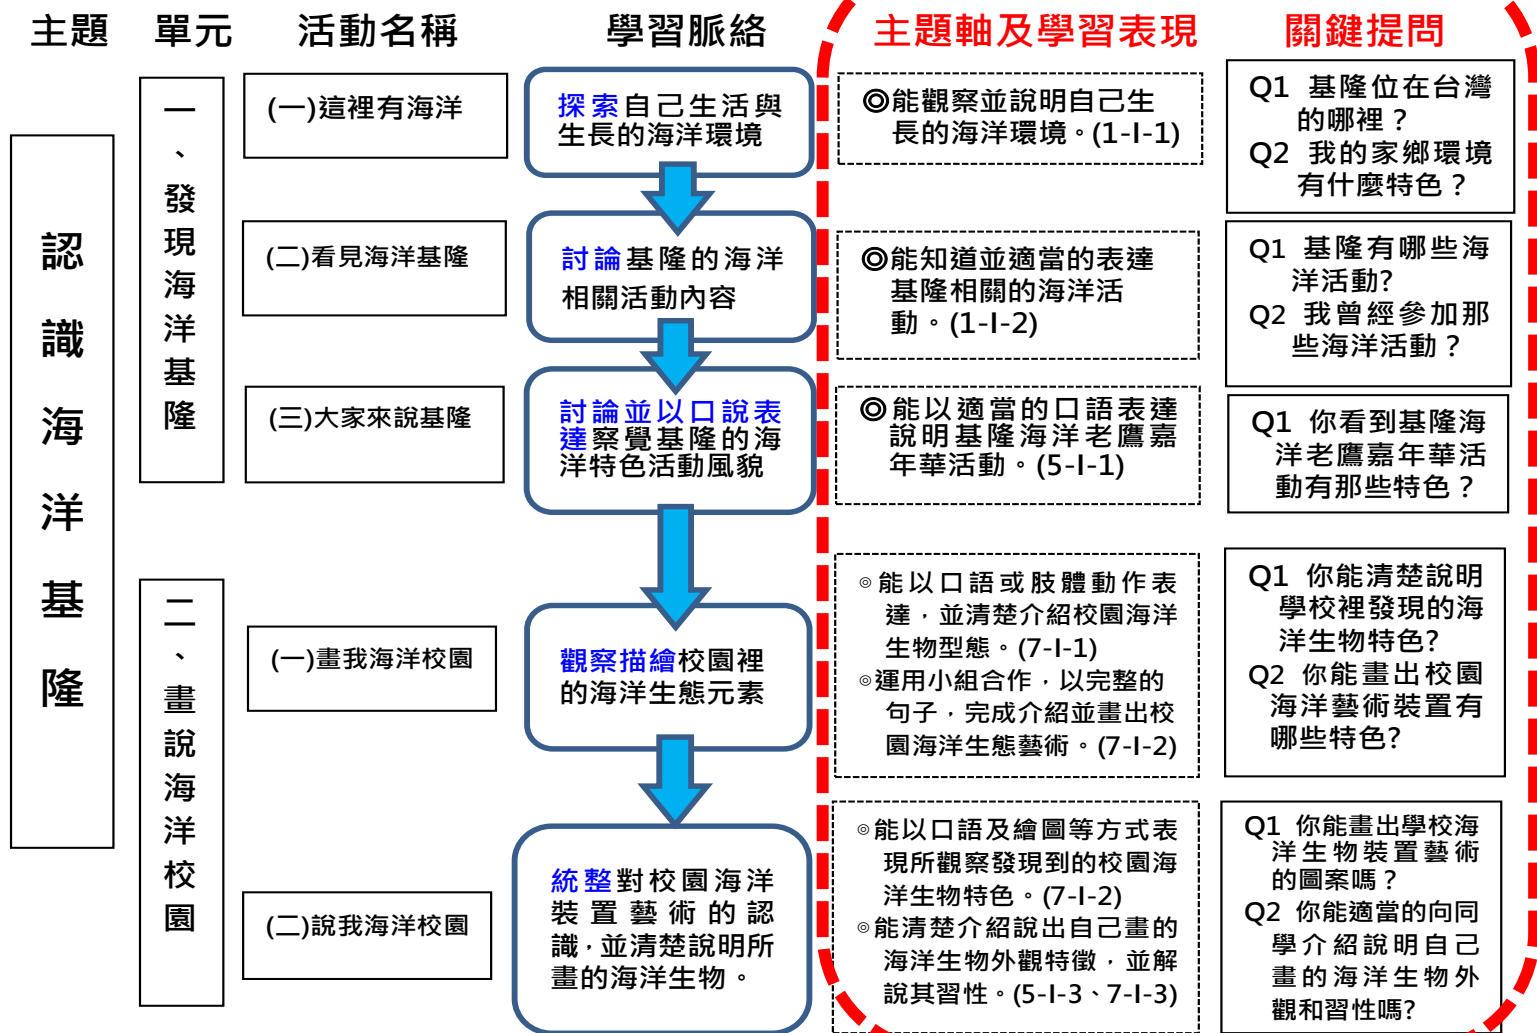 主題 單元 活動名稱 學習脈絡 主題軸及學習表現 關鍵提問
認識海洋基隆
一、發現海洋基隆
(一)這裡有海洋
探索自己生活與
生長的海洋環境
◎能觀察並說明自己生
長的海洋環境。(1-I-1)
Q1 基隆位在台灣
的哪裡？
Q2 我的家鄉環境
有什麼特色？
(二)看見海洋基隆
討論基隆的海洋
相關活動內容
◎能知道並適當的表達
基隆相關的海洋活
動。(1-I-2)
Q1 基隆有哪些海
洋活動?
Q2 我曾經參加那
些海洋活動？
(三)大家來說基隆
討論並以口說表
達察覺基隆的海
洋特色活動風貌
◎能以適當的口語表達
說明基隆海洋老鷹嘉
年華活動。(5-I-1)
Q1 你看到基隆海
洋老鷹嘉年華活
動有那些特色？
二、畫說海洋校園
(一)畫我海洋校園
觀察描繪校園裡
的海洋生態元素
◎能以口語或肢體動作表
達，並清楚介紹校園海洋
生物型態。(7-I-1)
◎運用小組合作，以完整的
句子，完成介紹並畫出校
園海洋生態藝術。(7-I-2)
Q1 你能清楚說明
學校裡發現的海
洋生物特色?
Q2 你能畫出校園
海洋藝術裝置有
哪些特色?
(二)說我海洋校園
統整對校園海洋
裝置藝術的認
識，並清楚說明所
畫的海洋生物。
◎能以口語及繪圖等方式表
現所觀察發現到的校園海
洋生物特色。(7-I-2)
◎能清楚介紹說出自己畫的
海洋生物外觀特徵，並解
說其習性。(5-I-3、7-I-3)
Q1 你能畫出學校海
洋生物裝置藝術
的圖案嗎？
Q2 你能適當的向同
學介紹說明自己
畫的海洋生物外
觀和習性嗎?